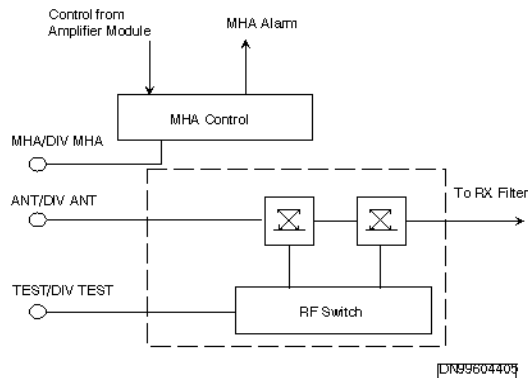 Control from
Amplifier Module
MHA Alarm
MHA Control
MHA/DIV MHA
ANT/DIV ANT
To RX Filter
TEST/DIV TEST
RF Switch
DN99604405